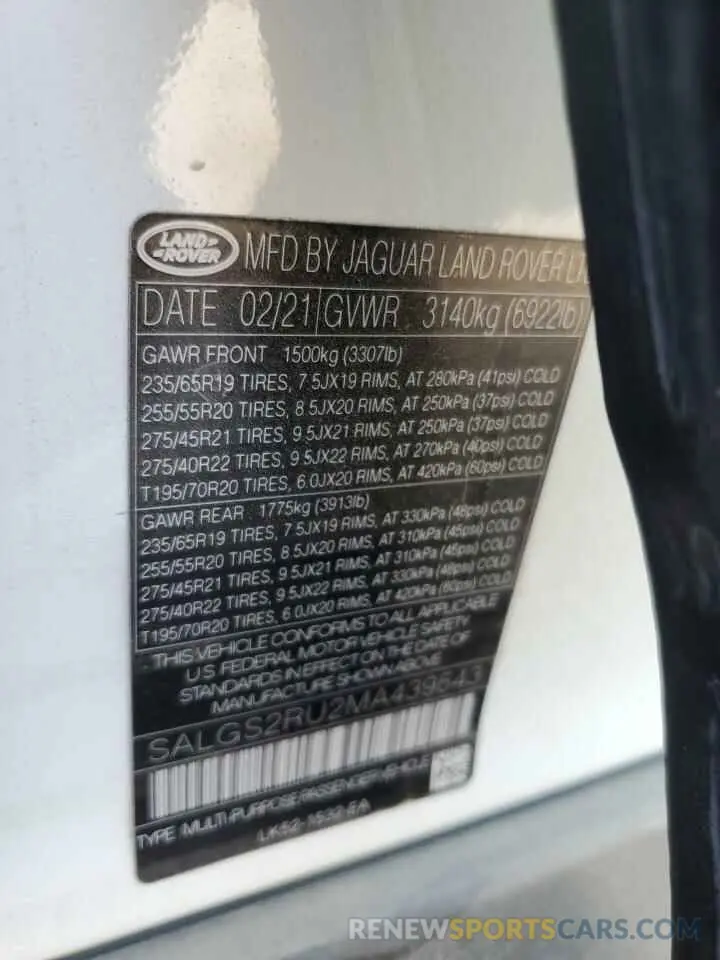 LAND ROVER
MFD BY JAGUAR LAND ROVER
DATE 02/21 GVWR 3140kg (6922lb)
GAWR FRONT 1500kg (3307lb)
235/65R19 TIRES, 7.5JX19 RIMS, AT 280kPa (41psi) COLD
255/55R20 TIRES, 8.5JX20 RIMS, AT 250kPa (37psi) COLD
275/45R21 TIRES, 9.5JX21 RIMS, AT 250kPa (37psi) COLD
275/40R22 TIRES, 9.5JX22 RIMS, AT 270kPa (40psi) COLD
T195/70R20 TIRES, 6.0JX20 RIMS, AT 420kPa (60psi) COLD
GAWR REAR 1775kg (3913lb)
235/65R19 TIRES, 7.5JX19 RIMS, AT 330kPa (48psi) COLD
255/55R20 TIRES, 8.5JX20 RIMS, AT 310kPa (45psi) COLD
275/45R21 TIRES, 9.5JX21 RIMS, AT 310kPa (45psi) COLD
275/40R22 TIRES, 9.5JX22 RIMS, AT 330kPa (48psi) COLD
T195/70R20 TIRES, 6.0JX20 RIMS, AT 420kPa (60psi) COLD
THIS VEHICLE CONFORMS TO ALL APPLICABLE
U.S. FEDERAL MOTOR VEHICLE SAFETY
STANDARDS IN EFFECT ON THE DATE OF
MANUFACTURE SHOWN ABOVE
SALGS2RU2MA439643
TYPE MULTI-PURPOSE PASSENGER VEHICLE
LK52-1532-EA
RENEWSPORTSCARS.COM